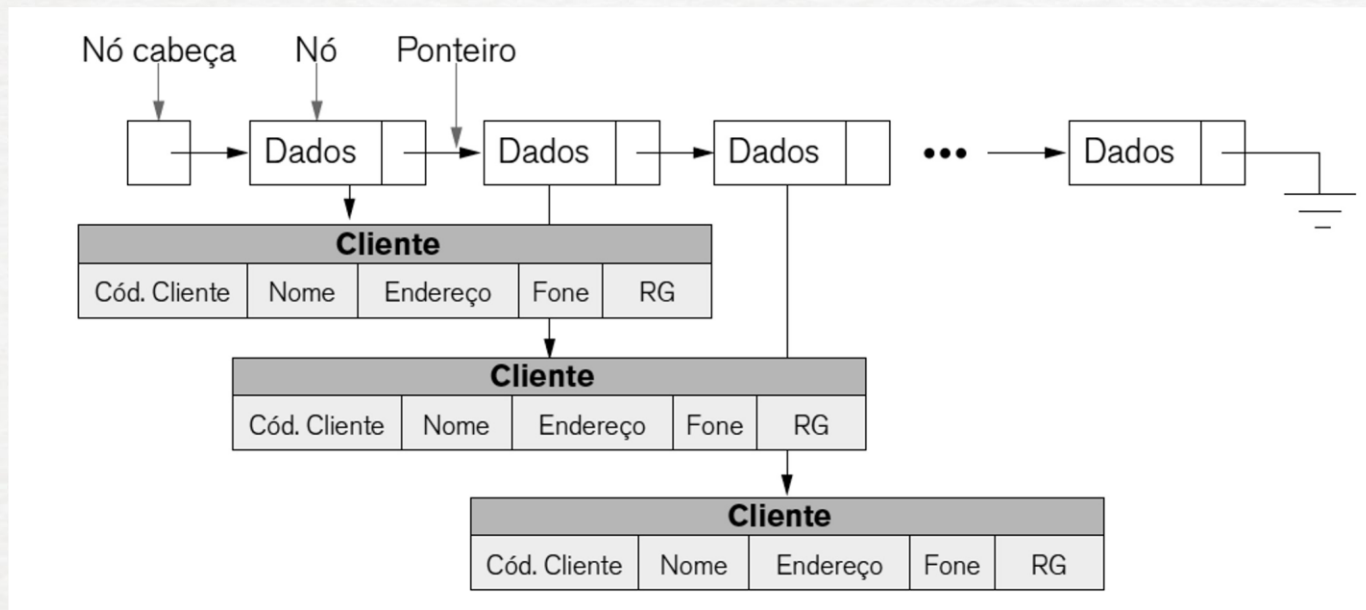 Nó cabeça Nó Ponteiro
Dados Dados Dados ••• Dados
Cliente
Cód. Cliente Nome Endereço Fone RG
Cliente
Cód. Cliente Nome Endereço Fone RG
Cliente
Cód. Cliente Nome Endereço Fone RG